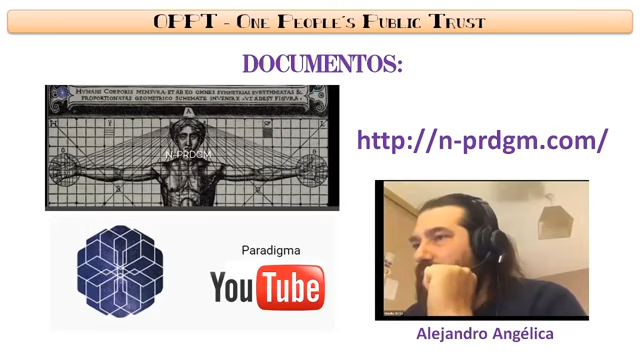 OPPT - One People's Public Trust
DOCUMENTOS:
HUMANI CORPORIS MENSURA ET AB EO OMNES SYMMETRIAS EURYTHMIATAS &
PROPORTIONATAS GEOMETRICO SCHEMATE INVENIRE VT ADEST FIGURA
A
N-PRDGM
http://n-prdgm.com/
Paradigma
YouTube
Alejandro Angélica